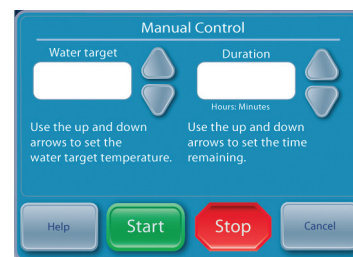 Manual Control
Water target
Duration
Hours: Minutes
Use the up and down
arrows to set the
water target temperature.
Use the up and down
arrows to set the time
remaining.
Help
Start
Stop
Cancel